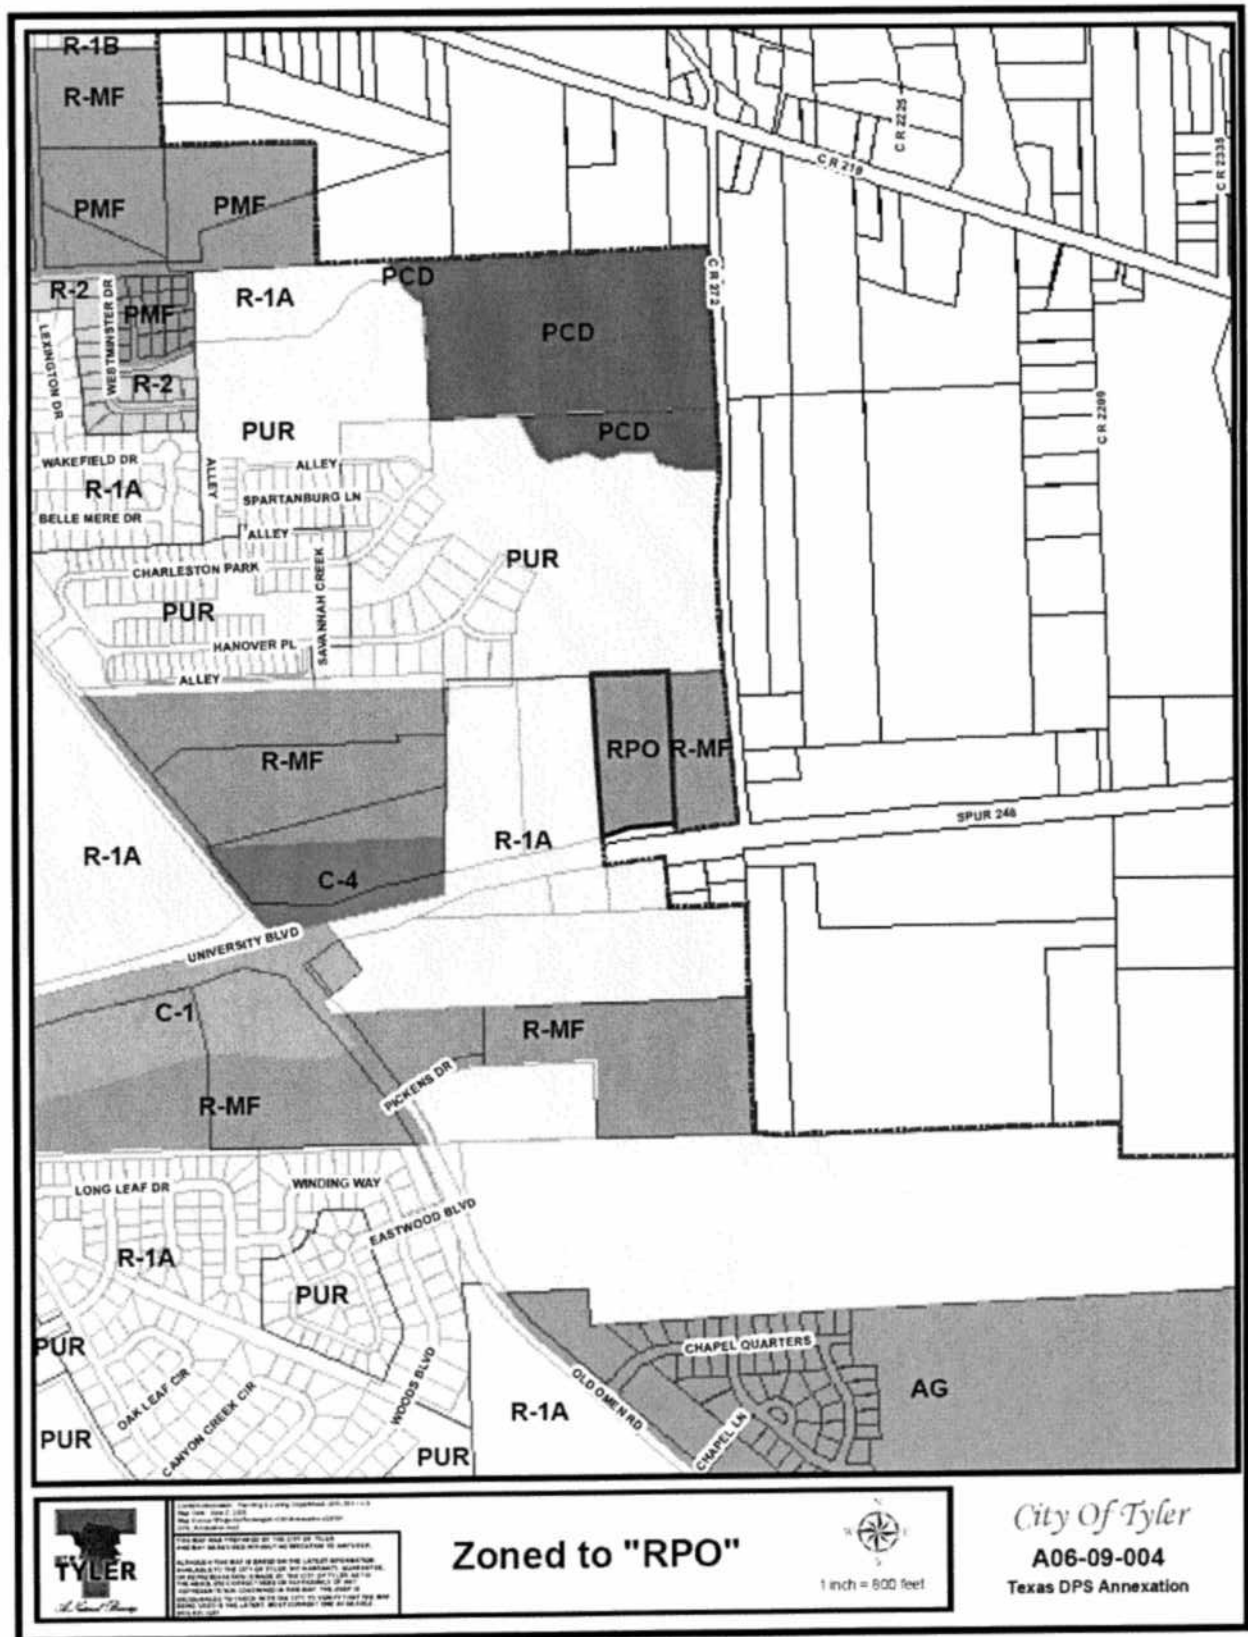 R-1B
R-MF
PMF
PMF
C R 2225
C R 219
C R 2335
R-2
WESTMINSTER DR
PMF
R-1A
PCD
PCD
C R 272
LEXINGTON DR
R-2
PUR
PCD
C R 2299
WAKEFIELD DR
ALLEY
ALLEY
R-1A
SPARTANBURG LN
BELLE MERE DR
ALLEY
PUR
CHARLESTON PARK
SAVANNAH CREEK
PUR
HANOVER PL
ALLEY
R-MF
RPO
R-MF
SPUR 248
R-1A
R-1A
C-4
UNIVERSITY BLVD
C-1
R-MF
PICKENS DR
R-MF
LONG LEAF DR
WINDING WAY
EASTWOOD BLVD
R-1A
PUR
PUR
CHAPEL QUARTERS
OAK LEAF CIR
WOODS BLVD
OLD OMEN RD
AG
CANYON CREEK CIR
R-1A
CHAPEL LN
PUR
PUR
TYLER
A Natural Beauty
Zoned to "RPO"
N
W
E
S
1 inch = 800 feet
City Of Tyler
A06-09-004
Texas DPS Annexation